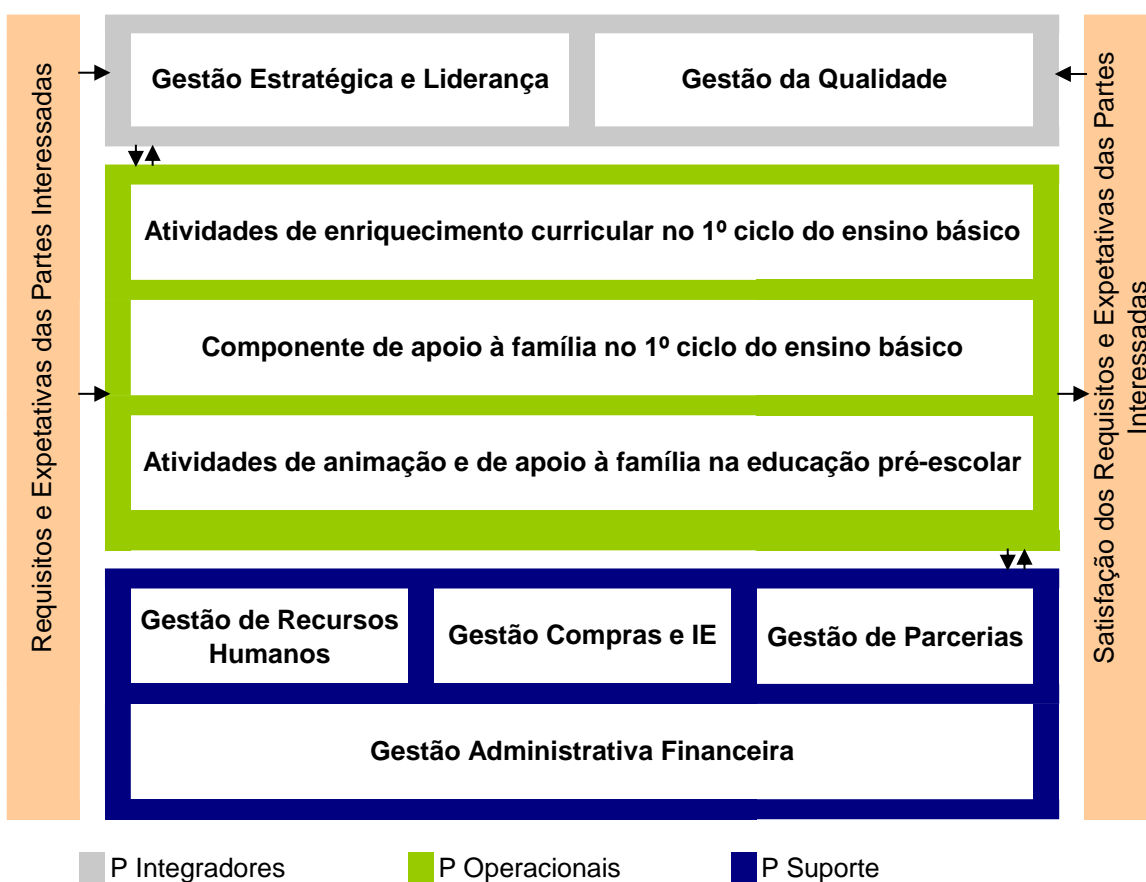 Requisitos e Expetativas das Partes Interessadas
Gestão Estratégica e Liderança
Gestão da Qualidade
Atividades de enriquecimento curricular no 1º ciclo do ensino básico
Componente de apoio à família no 1º ciclo do ensino básico
Atividades de animação e de apoio à família na educação pré-escolar
Gestão de Recursos
Humanos
Gestão Compras e IE
Gestão de Parcerias
Gestão Administrativa Financeira
Satisfação dos Requisitos e Expetativas das Partes
Interessadas
P Integradores
P Operacionais
P Suporte